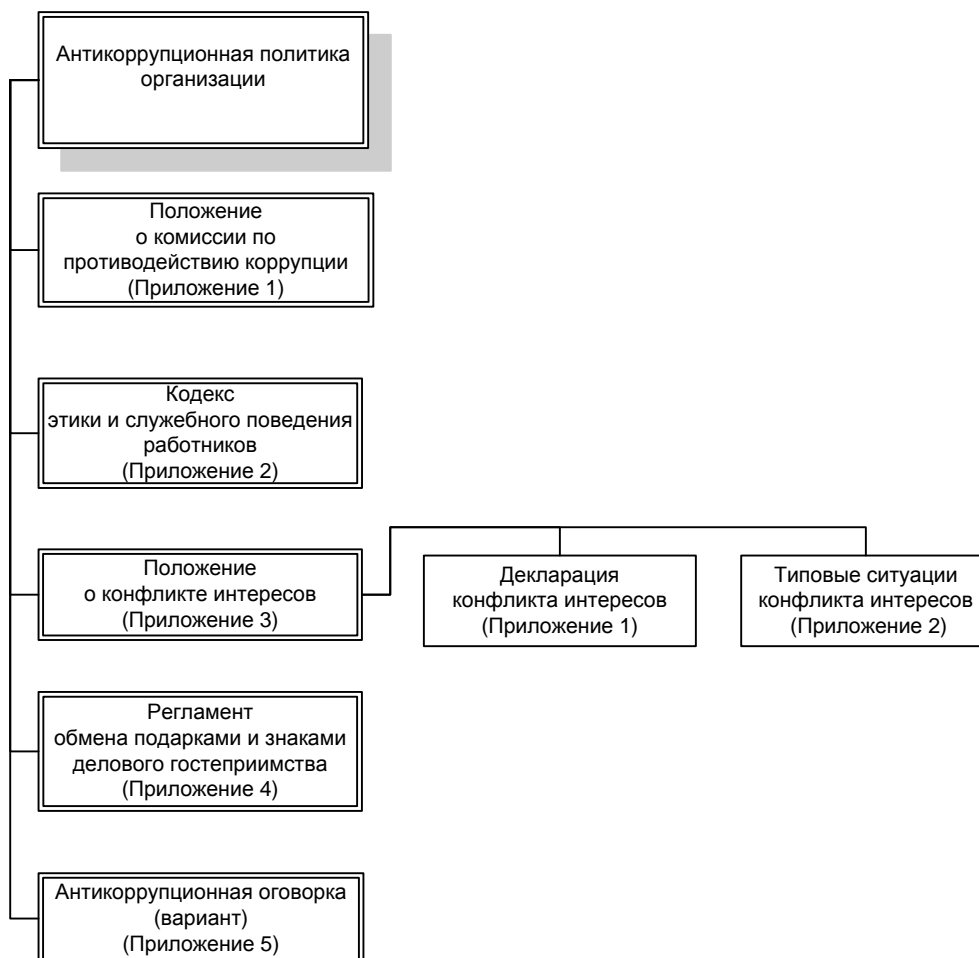 Антикоррупционная политика
организации
Положение
о комиссии по
противодействию коррупции
(Приложение 1)
Кодекс
этики и служебного поведения
работников
(Приложение 2)
Положение
о конфликте интересов
(Приложение 3)
Декларация
конфликта интересов
(Приложение 1)
Типовые ситуации
конфликта интересов
(Приложение 2)
Регламент
обмена подарками и знаками
делового гостеприимства
(Приложение 4)
Антикоррупционная оговорка
(вариант)
(Приложение 5)